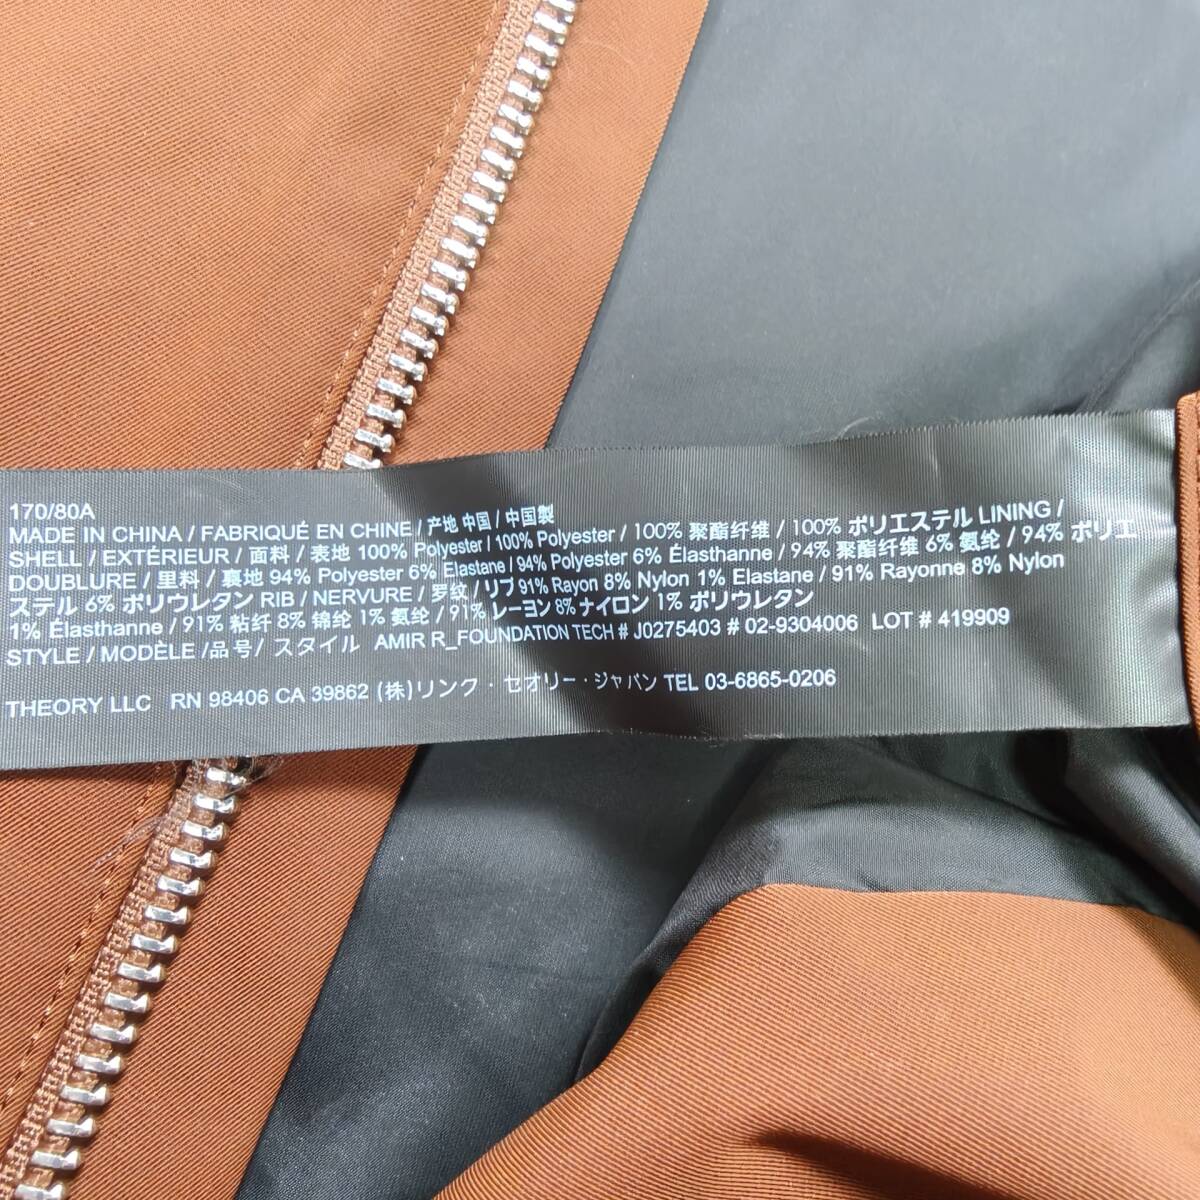 170/80A
MADE IN CHINA / FABRIQUÉ EN CHINE / 产地 中国 / 中国製
SHELL / EXTÉRIEUR / 面料 / 表地 100% Polyester / 100% Polyester / 100% 聚酯纤维 / 100% ポリエステル LINING /
DOUBLURE / 里料 / 裏地 94% Polyester 6% Elastane / 94% Polyester 6% Élasthanne / 94% 聚酯纤维 6% 氨纶 / 94% ポリエ
ステル 6% ポリウレタン RIB / NERVURE / 罗纹 / リブ 91% Rayon 8% Nylon 1% Elastane / 91% Rayonne 8% Nylon
1% Élasthanne / 91% 粘纤 8% 锦纶 1% 氨纶 / 91% レーヨン 8% ナイロン 1% ポリウレタン
STYLE / MODÈLE /品号/ スタイル AMIR R_FOUNDATION TECH # J0275403 # 02-9304006 LOT # 419909
THEORY LLC RN 98406 CA 39862 (株)リンク・セオリー・ジャパン TEL 03-6865-0206